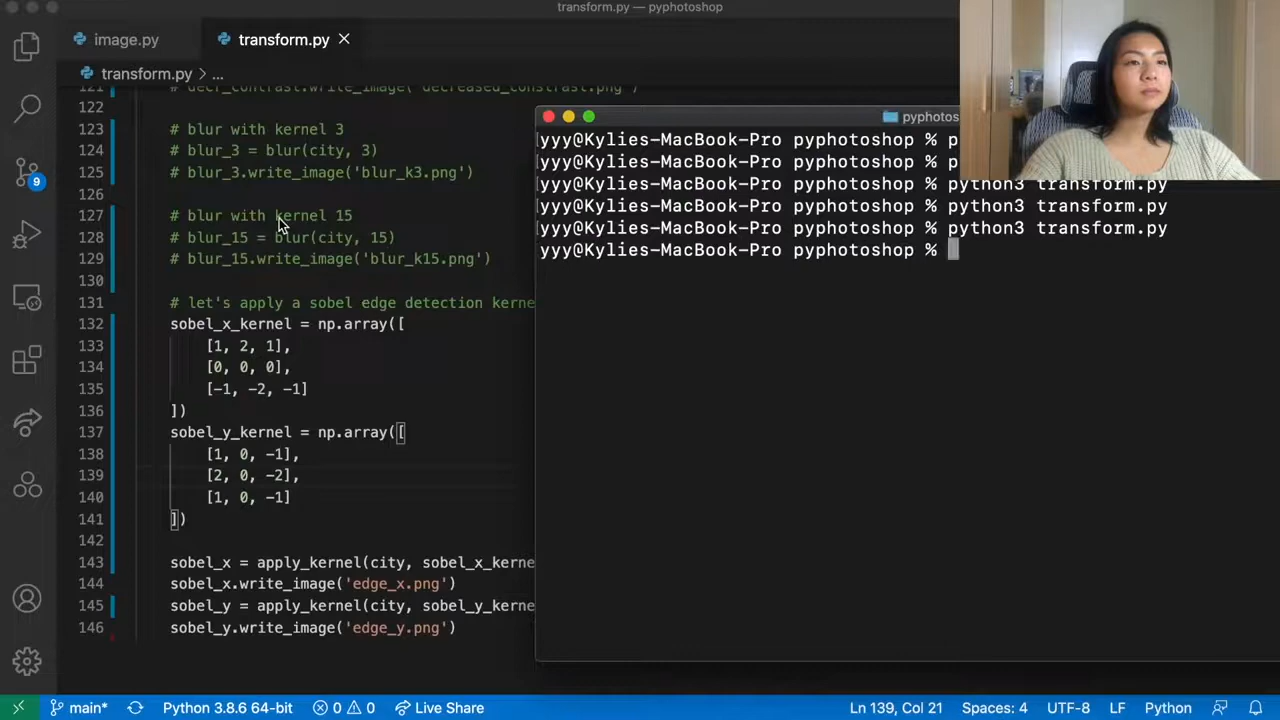 transform.py — pyphotoshop
image.py
transform.py
transform.py > ...
121 # decr_contrast.write_image('decreased_constrast.png')
122
123 # blur with kernel 3
124 # blur_3 = blur(city, 3)
125 # blur_3.write_image('blur_k3.png')
126
127 # blur with kernel 15
128 # blur_15 = blur(city, 15)
129 # blur_15.write_image('blur_k15.png')
130
131 # let's apply a sobel edge detection kerne
132 sobel_x_kernel = np.array([
133 [1, 2, 1],
134 [0, 0, 0],
135 [-1, -2, -1]
136 ])
137 sobel_y_kernel = np.array([
138 [1, 0, -1],
139 [2, 0, -2],
140 [1, 0, -1]
141 ])
142
143 sobel_x = apply_kernel(city, sobel_x_kerne
144 sobel_x.write_image('edge_x.png')
145 sobel_y = apply_kernel(city, sobel_y_kerne
146 sobel_y.write_image('edge_y.png')
pyphotos
yyy@Kylies-MacBook-Pro pyphotoshop % p
yyy@Kylies-MacBook-Pro pyphotoshop % p
yyy@Kylies-MacBook-Pro pyphotoshop % python3 transform.py
yyy@Kylies-MacBook-Pro pyphotoshop % python3 transform.py
yyy@Kylies-MacBook-Pro pyphotoshop % python3 transform.py
yyy@Kylies-MacBook-Pro pyphotoshop %
9
main* Python 3.8.6 64-bit 0 0 Live Share Ln 139, Col 21 Spaces: 4 UTF-8 LF Python